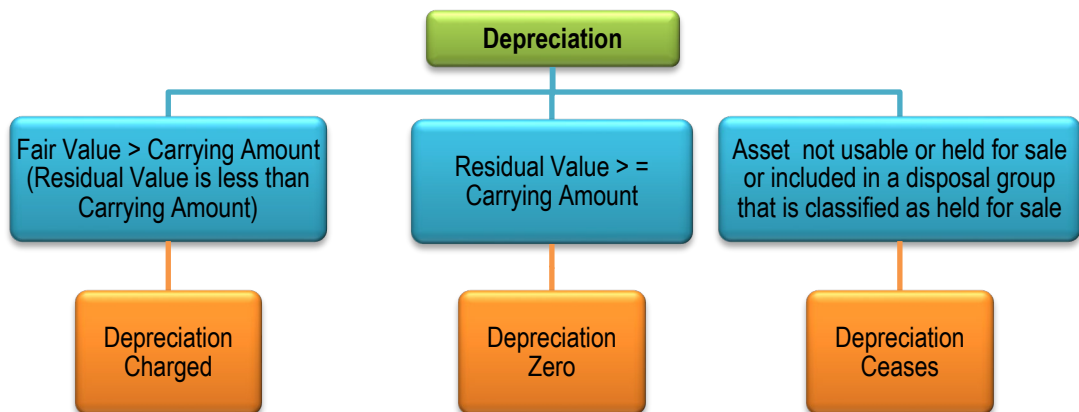 Depreciation
Fair Value > Carrying Amount
(Residual Value is less than
Carrying Amount)
Residual Value > =
Carrying Amount
Asset not usable or held for sale
or included in a disposal group
that is classified as held for sale
Depreciation
Charged
Depreciation
Zero
Depreciation
Ceases